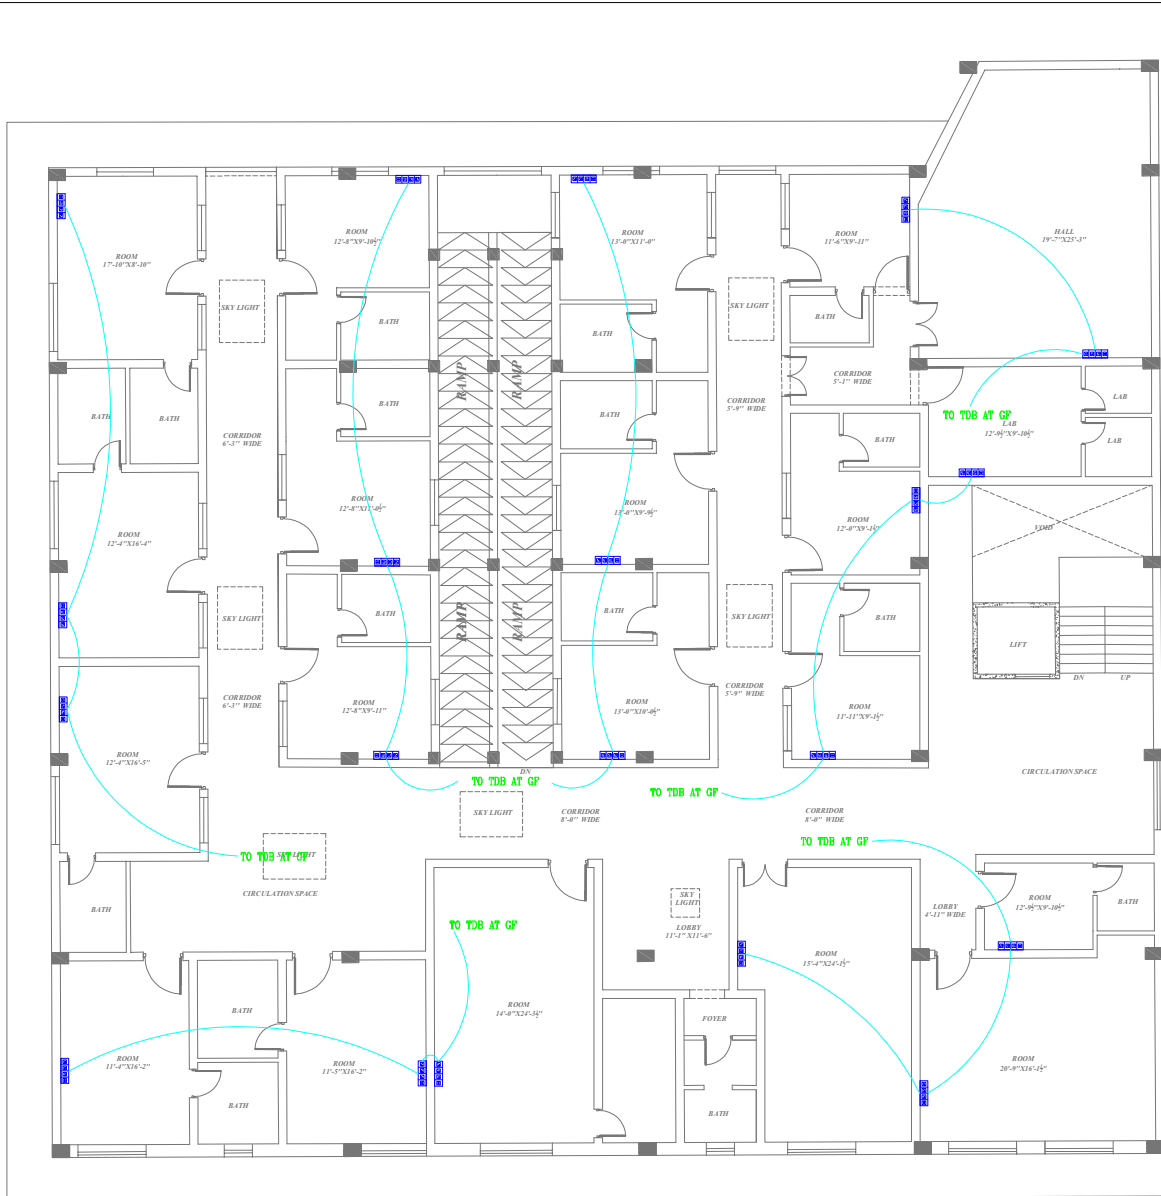 HALL
19'-7"X25'-3"
ROOM
12'-8"X9'-10½"
ROOM
13'-0"X11'-0"
ROOM
11'-6"X9'-11"
ROOM
17'-10"X8'-10"
SKY LIGHT
SKY LIGHT
BATH
BATH
BATH
RAMP
RAMP
CORRIDOR
5'-1" WIDE
BATH
BATH
BATH
BATH
CORRIDOR
5'-9" WIDE
LAB
TO TDB AT GF
LAB
12'-9½"X9'-10½"
CORRIDOR
6'-3" WIDE
BATH
LAB
ROOM
12'-8"X11'-0½"
ROOM
13'-0"X9'-9½"
ROOM
12'-0"X9'-1½"
VOID
ROOM
12'-4"X16'-4"
SKY LIGHT
BATH
RAMP
RAMP
BATH
SKY LIGHT
BATH
LIFT
DN
UP
CORRIDOR
6'-3" WIDE
ROOM
12'-8"X9'-11"
ROOM
13'-0"X10'-0½"
CORRIDOR
5'-9" WIDE
ROOM
11'-11"X9'-1½"
ROOM
12'-4"X16'-5"
DN
TO TDB AT GF
TO TDB AT GF
CIRCULATION SPACE
SKY LIGHT
CORRIDOR
8'-0" WIDE
CORRIDOR
8'-0" WIDE
TO TDB AT GF
TO TDB AT GF
SKY LIGHT
CIRCULATION SPACE
BATH
SKY
LIGHT
LOBBY
4'-11" WIDE
ROOM
12'-9½"X9'-10½"
BATH
TO TDB AT GF
LOBBY
11'-1" X11'-6"
ROOM
15'-4"X24'-1½"
BATH
ROOM
14'-0"X24'-3½"
FOYER
ROOM
11'-4"X16'-2"
ROOM
11'-5"X16'-2"
ROOM
20'-9"X16'-1½"
BATH
BATH